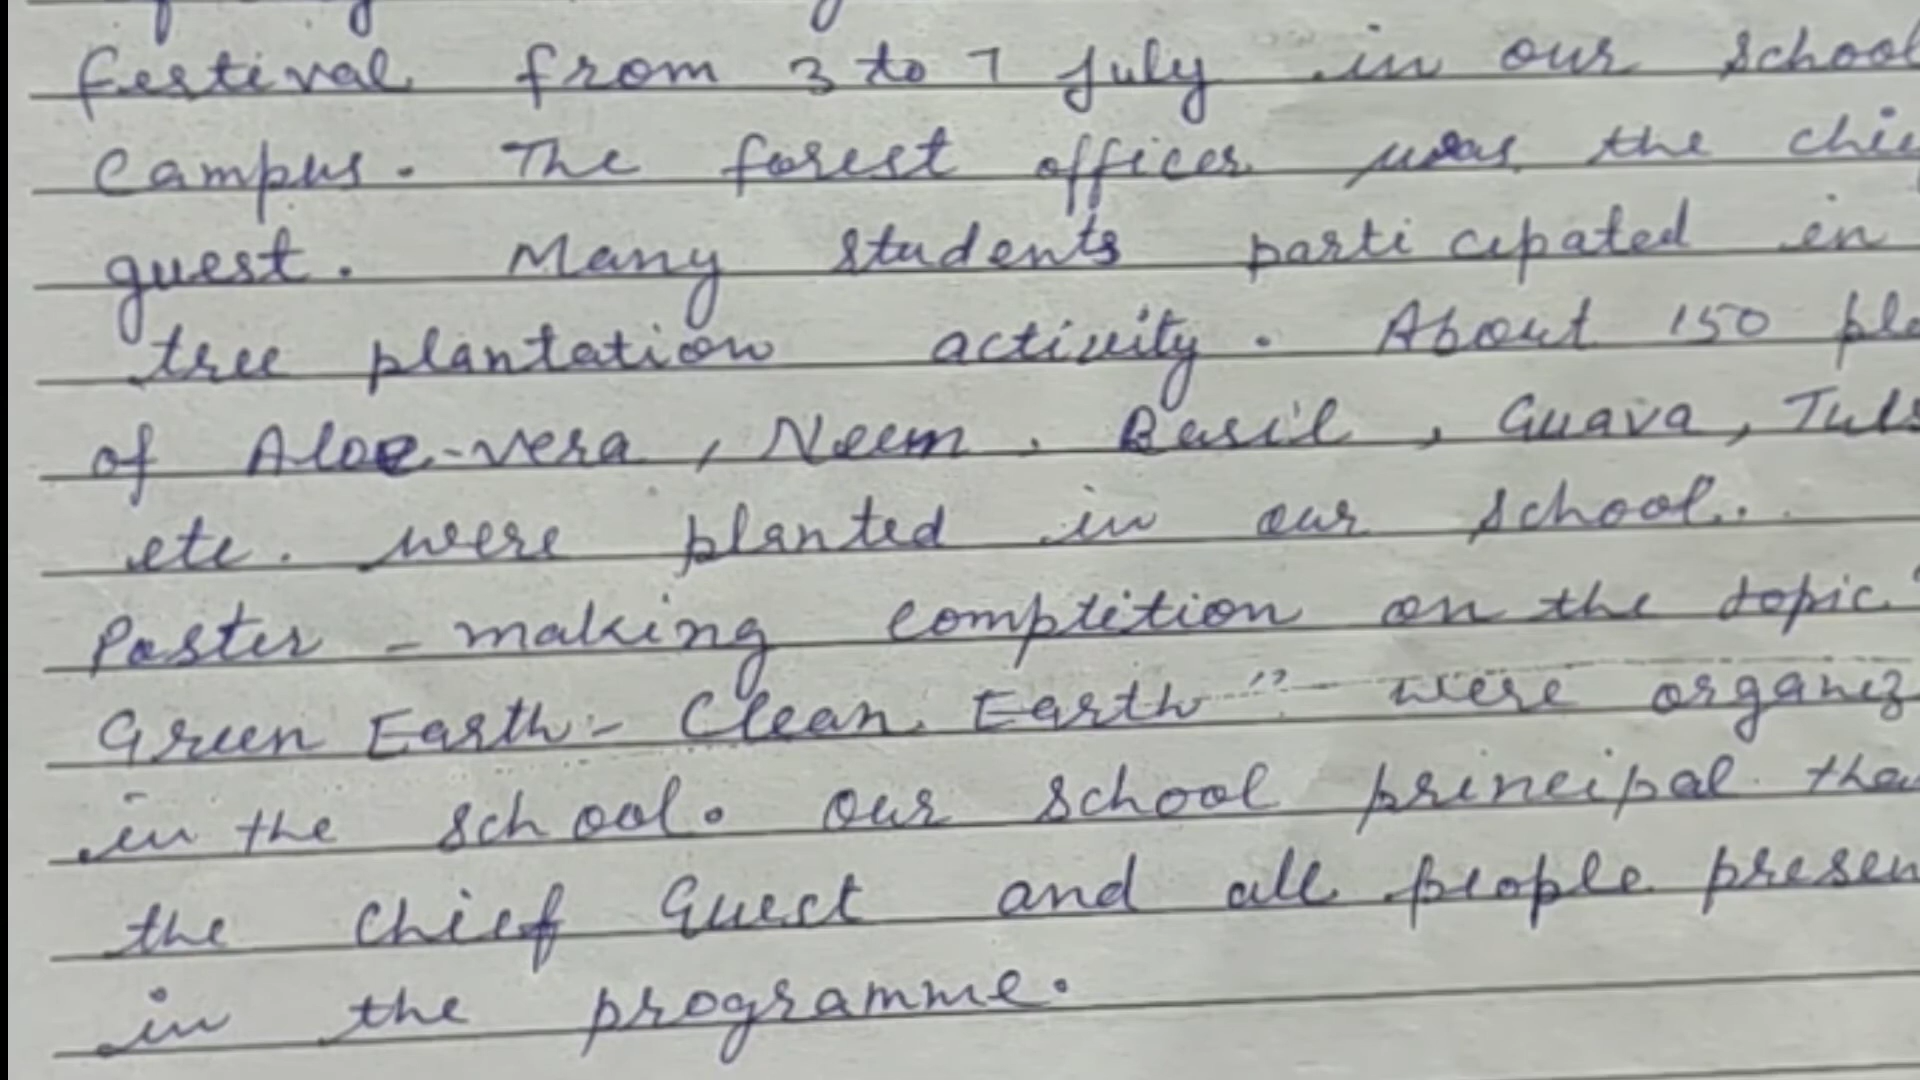 festival from 3 to 7 July in our school
campus. The forest officer was the chie
guest. Many students participated in
tree plantation activity. About 150 pla
of Aloe-vera, Neem, Basil, Guava, Tuls
etc. were planted in our school.
Poster-making comptition on the topic "
Green Earth- Clean Earth" were organiz
in the school. our school principal tha
the chief Guest and all people presen
in the programme.